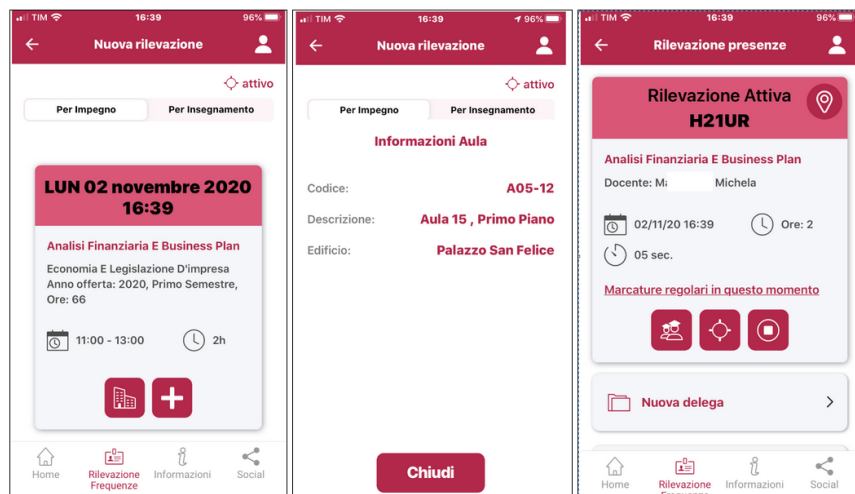 TIM 16:39 96%
Nuova rilevazione
attivo
Per Impegno Per Insegnamento
LUN 02 novembre 2020
16:39
Analisi Finanziaria E Business Plan
Economia E Legislazione D'impresa
Anno offerta: 2020, Primo Semestre,
Ore: 66
11:00 - 13:00 2h
Home Rilevazione Informazioni Social
Frequenze
TIM 16:39 96%
Nuova rilevazione
attivo
Per Impegno Per Insegnamento
Informazioni Aula
Codice: A05-12
Descrizione: Aula 15 , Primo Piano
Edificio: Palazzo San Felice
Chiudi
TIM 16:39 96%
Rilevazione presenze
Rilevazione Attiva
H21UR
Analisi Finanziaria E Business Plan
Docente: Michela
02/11/20 16:39 Ore: 2
05 sec.
Marcature regolari in questo momento
Nuova delega
Home Rilevazione Informazioni Social